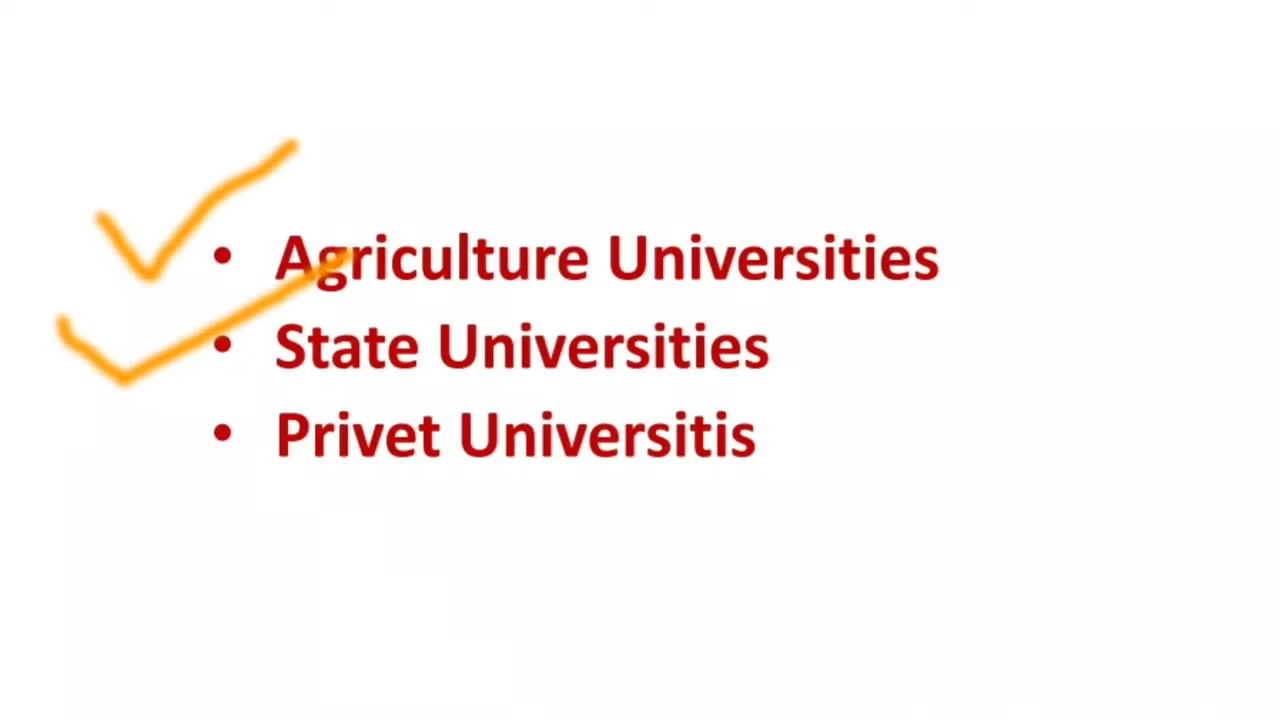 • Agriculture Universities
• State Universities
• Privet Universitis